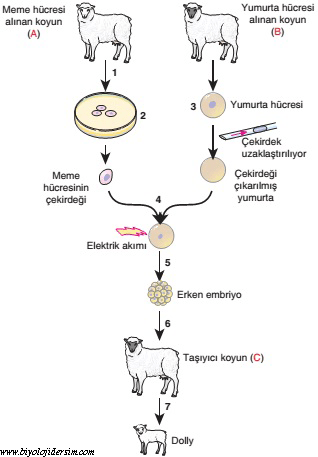 Meme hücresi
alınan koyun
(A)
Yumurta hücresi
alınan koyun
(B)
1
2
3
Yumurta hücresi
Çekirdek
uzaklaştırılıyor
Meme
hücresinin
çekirdeği
Çekirdeği
çıkarılmış
yumurta
4
Elektrik akımı
5
Erken embriyo
6
Taşıyıcı koyun (C)
7
Dolly
www.biyolojidersim.com